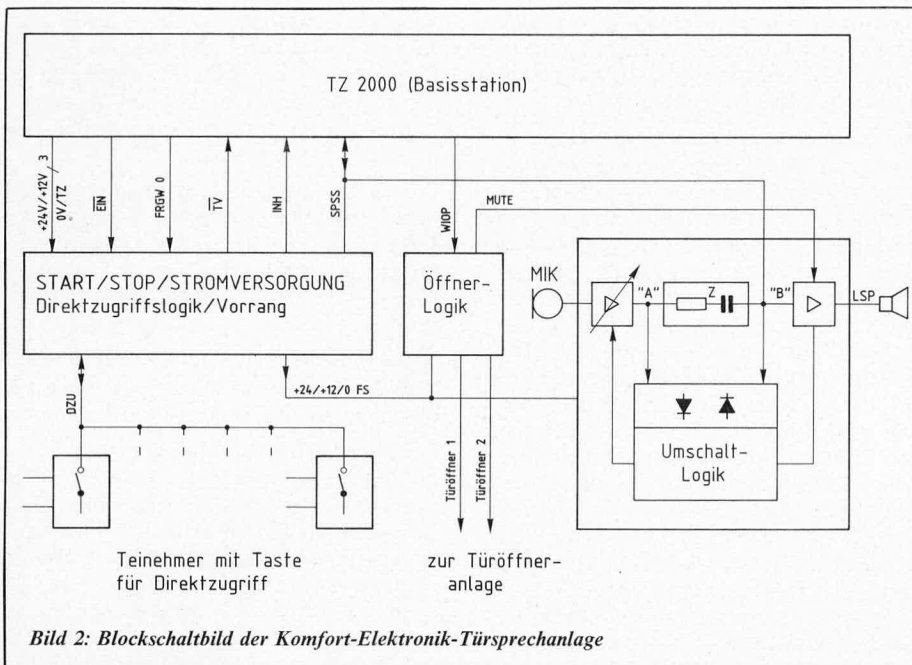 TZ 2000 (Basisstation)
+24V/+12V/3
0V/TZ
EIN
FRGW 0
TV
INH
SPSS
WIOP
MUTE
START/STOP/STROMVERSORGUNG
Direktzugriffslogik/Vorrang
Öffner-
Logik
MIK
"A"
Z
"B"
LSP
DZU
+24/+12/0 FS
Türöffner 1
Türöffner 2
Umschalt-
Logik
Teinehmer mit Taste
für Direktzugriff
zur Türöffner-
anlage
Bild 2: Blockschaltbild der Komfort-Elektronik-Türsprechanlage